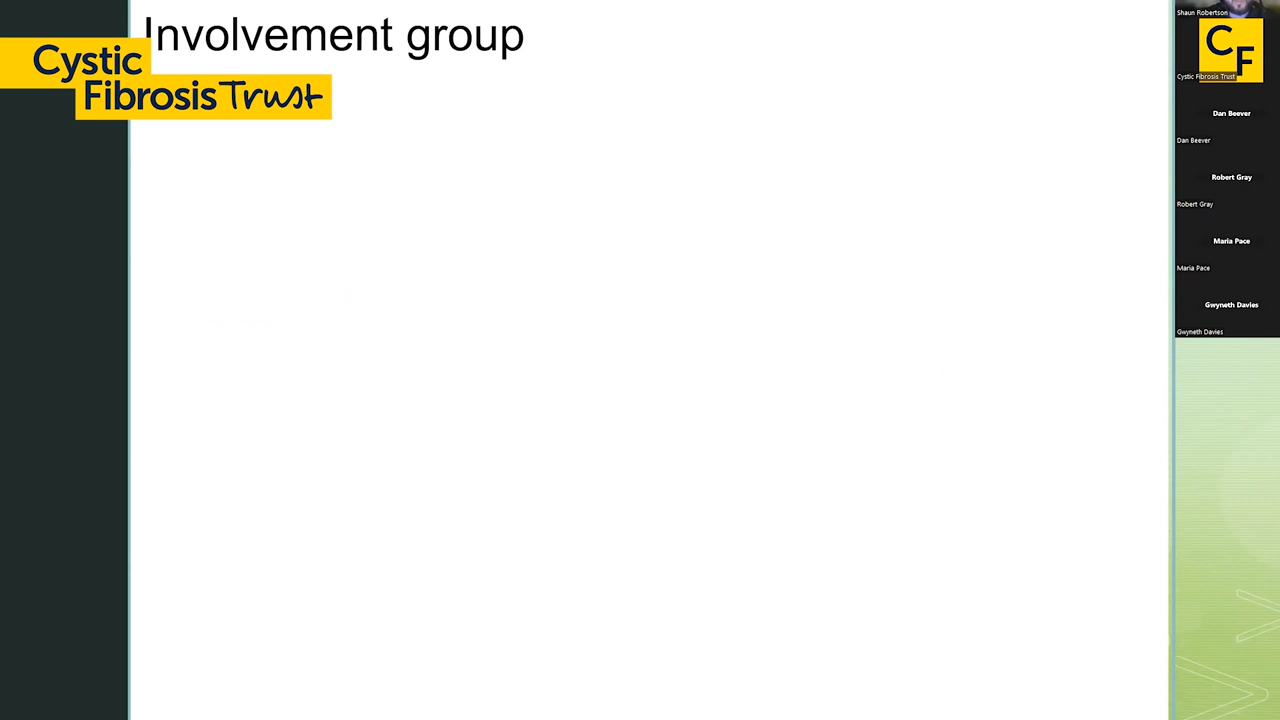 Involvement group
Cystic
Fibrosis Trust
Shaun Robertson
CF
Cystic Fibrosis Trust
Dan Beever
Dan Beever
Robert Gray
Robert Gray
Maria Pace
Maria Pace
Gwyneth Davies
Gwyneth Davies